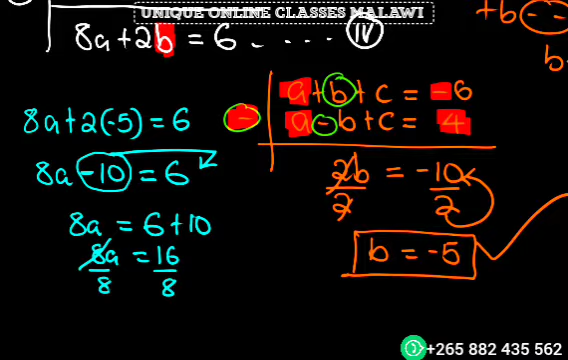 UNIQUE ONLINE CLASSES MALAWI
8a+2b = 6 - . . . . (IV)
+b - -
b
a+b+c = -6
- a-b+c = 4
8a+2(-5) = 6
8a-10 = 6
2b/2 = -10/2
8a = 6+10
8a/8 = 16/8
b = -5
+265 882 435 562